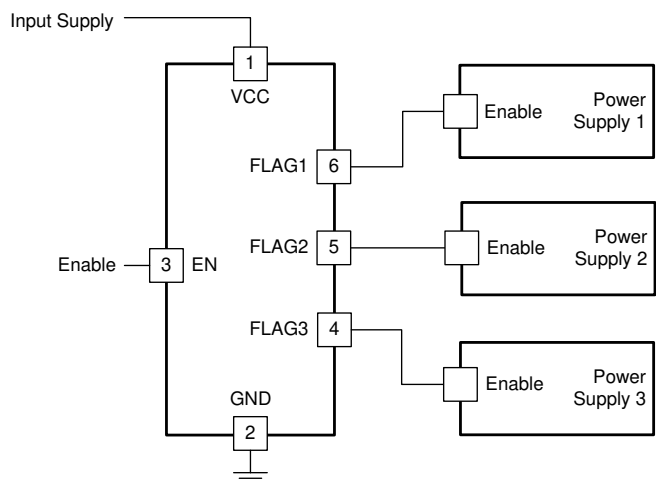 Input Supply
1
VCC
Enable
Power
Supply 1
FLAG1
6
FLAG2
5
Enable
Power
Supply 2
Enable
3
EN
FLAG3
4
Enable
Power
Supply 3
GND
2